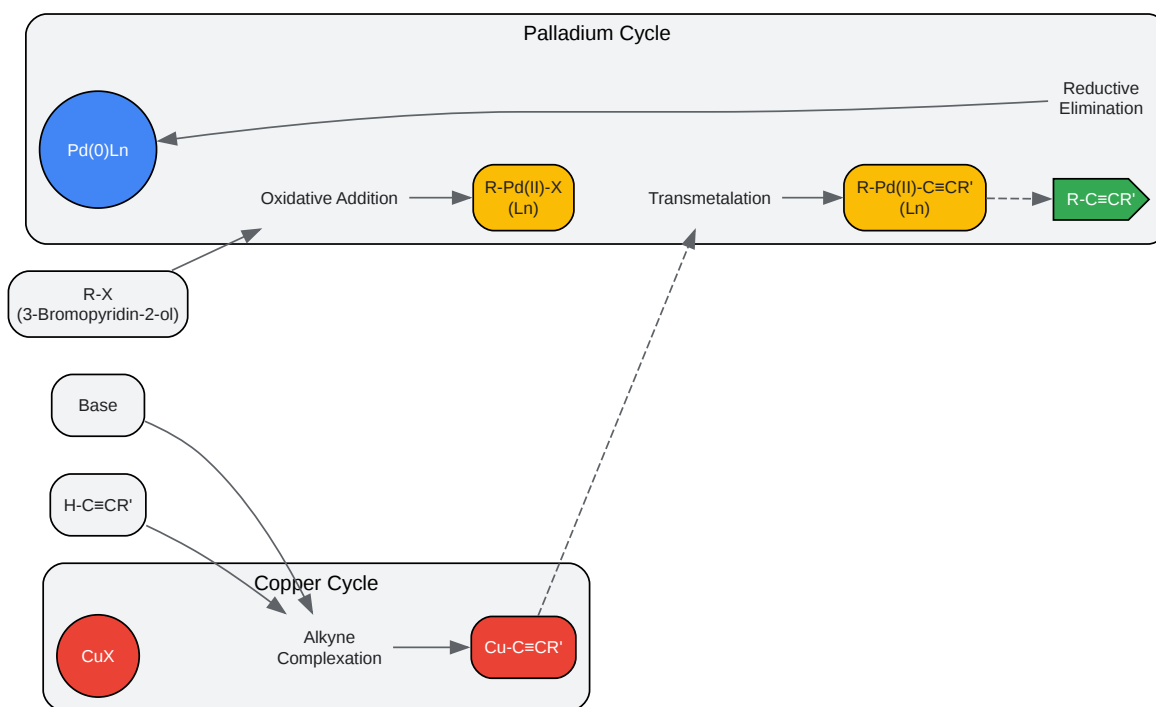 Palladium Cycle
Reductive
Elimination
Pd(0)Ln
Oxidative Addition
R-Pd(II)-X
(Ln)
Transmetalation
R-Pd(II)-C≡CR'
(Ln)
R-C≡CR'
R-X
(3-Bromopyridin-2-ol)
Base
H-C≡CR'
Copper Cycle
CuX
Alkyne
Complexation
Cu-C≡CR'